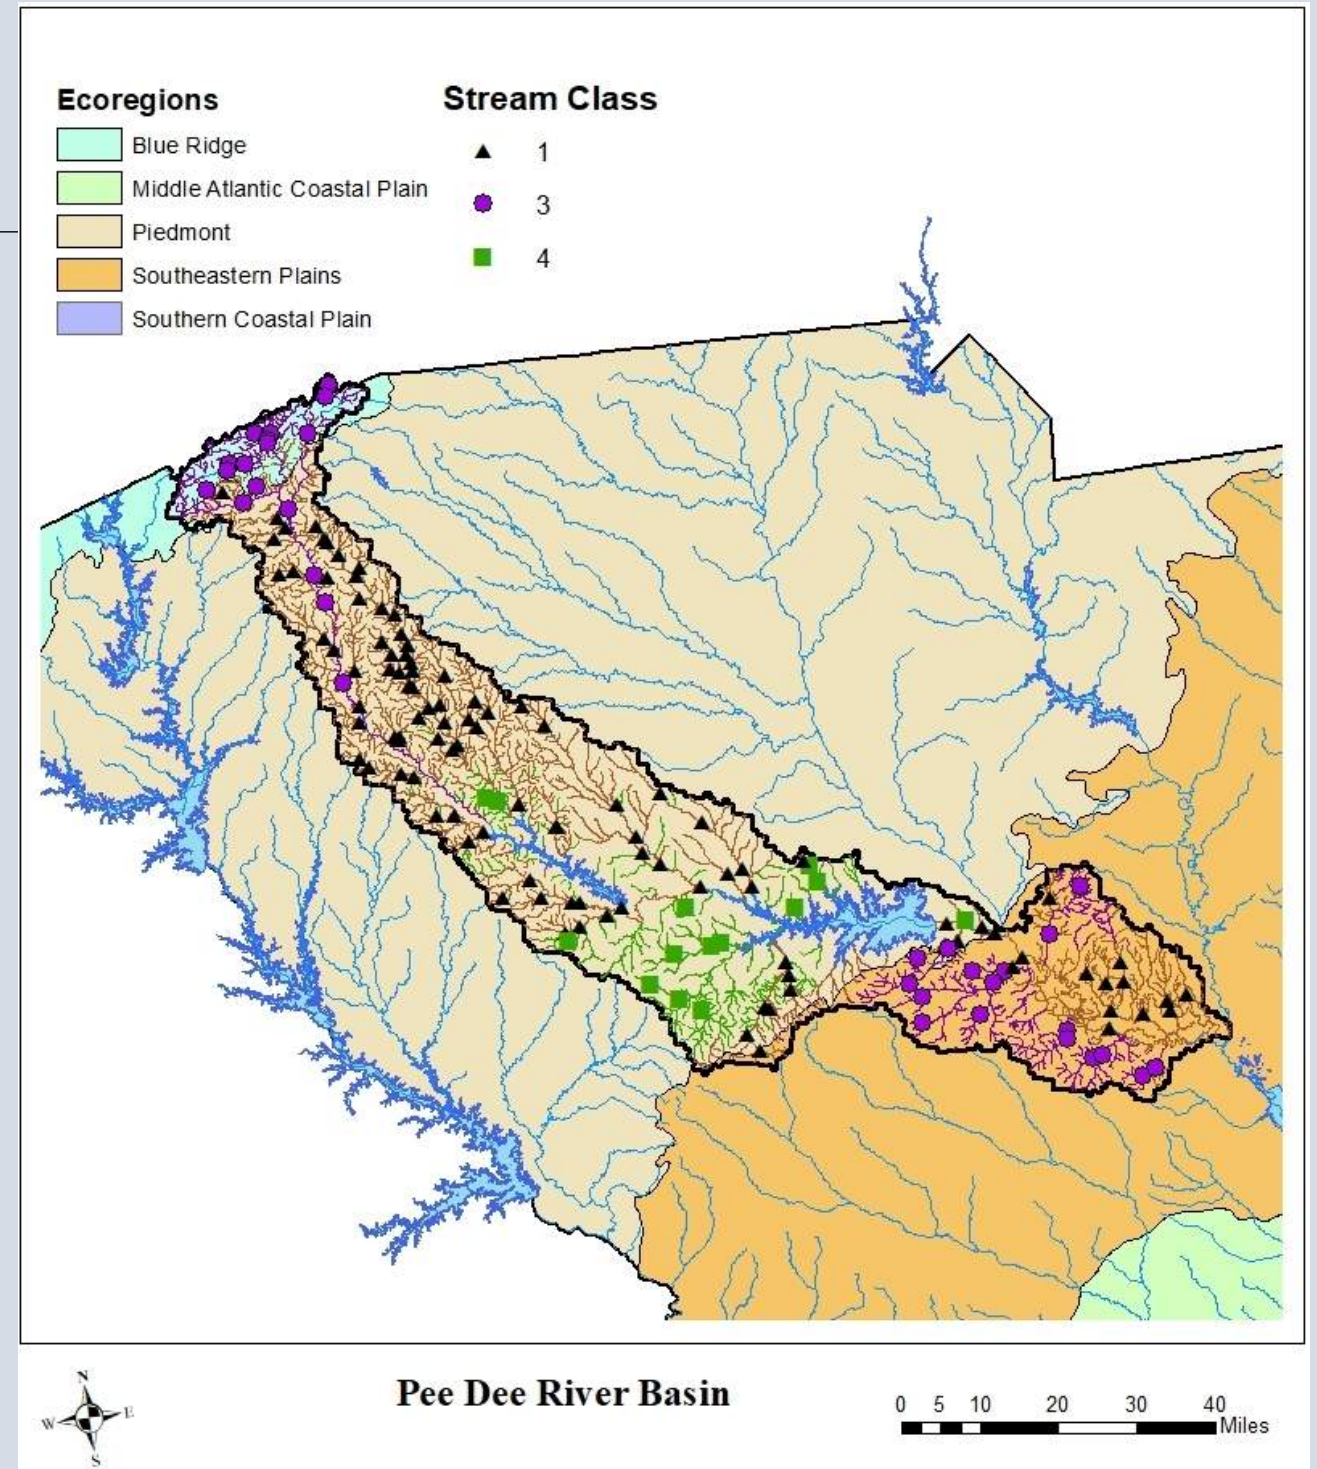 Ecoregions
Blue Ridge
Middle Atlantic Coastal Plain
Piedmont
Southeastern Plains
Southern Coastal Plain
Stream Class
1
3
4
N
W E
S
Pee Dee River Basin
0 5 10 20 30 40
Miles